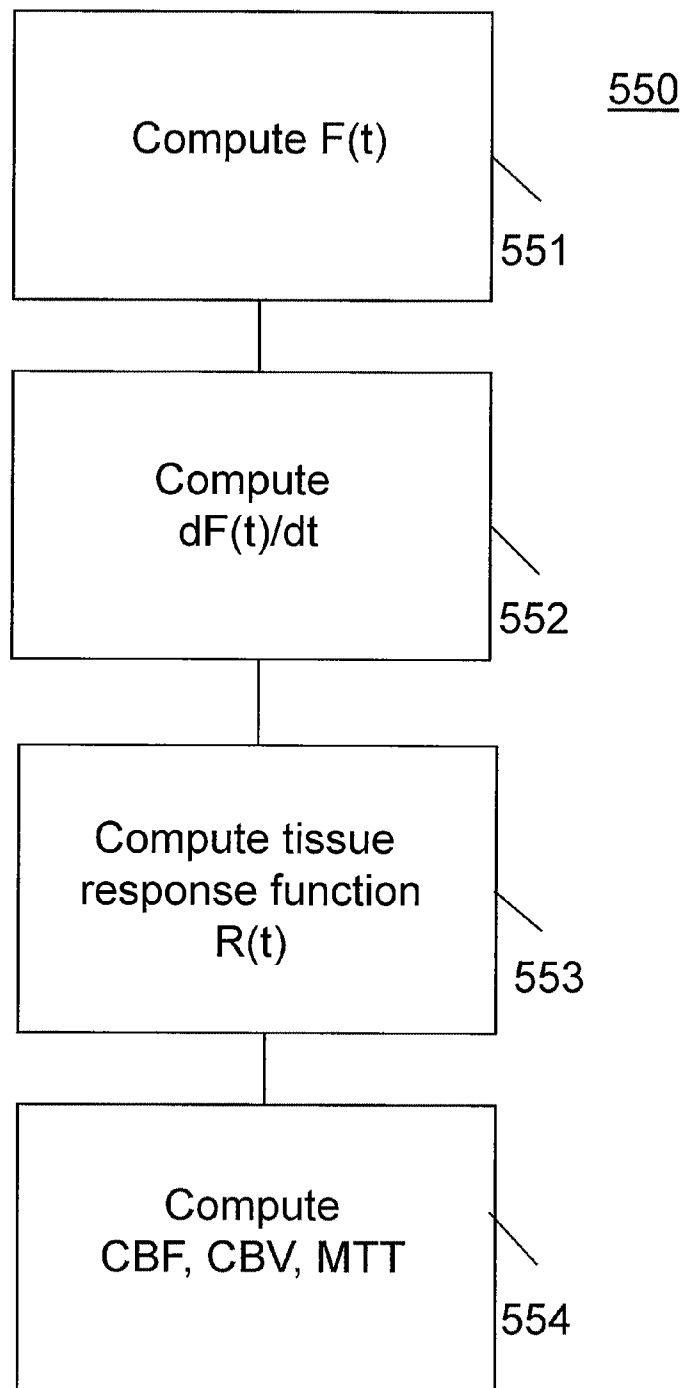 550
Compute F(t)
551
Compute
dF(t)/dt
552
Compute tissue
response function
R(t)
553
Compute
CBF, CBV, MTT
554